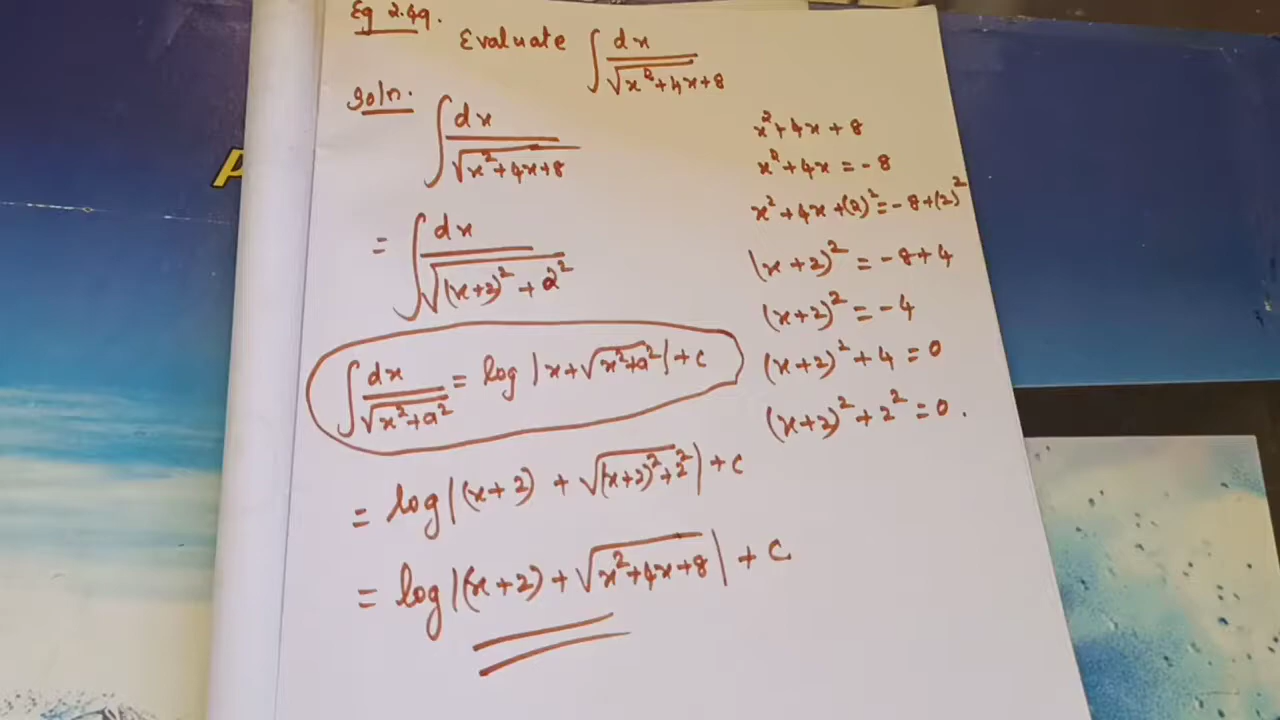 Eg 2.49.
Evaluate ∫ dx / √(x²+4x+8)
Soln.
∫ dx / √(x²+4x+8)
= ∫ dx / √((x+2)²+2²)
∫ dx / √(x²+a²) = log |x+√(x²+a²)| + c
= log |(x+2) + √((x+2)²+2²)| + c
= log |(x+2) + √(x²+4x+8)| + c
x²+4x+8
x²+4x = -8
x²+4x+(2)² = -8+(2)²
(x+2)² = -8+4
(x+2)² = -4
(x+2)²+4 = 0
(x+2)²+2² = 0.
A